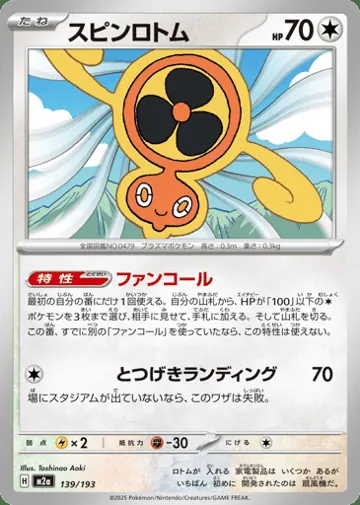 たね
スピンロトム
HP70
全国図鑑NO.0479 プラズマポケモン 高さ:0.3m 重さ:0.3kg
特性 とくせい ファンコール
最初の自分の番にだけ1回使える。自分の山札から、HPが「100」以下の
ポケモンを3枚まで選び、相手に見せて、手札に加える。そして山札を切る。
この番、すでに別の「ファンコール」を使っていたなら、この特性は使えない。
とつげきランディング 70
場にスタジアムが出ていないなら、このワザは失敗。
弱点 ×2 抵抗力 -30 にげる
Illus. Toshinao Aoki
H m2a 139/193
ロトムが 入る 家電製品は いくつか あるが
いちばん 初めに 開発されたのは 扇風機だ。
©2025 Pokémon/Nintendo/Creatures/GAME FREAK.